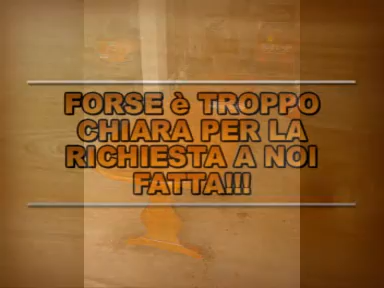 FORSE è TROPPO
CHIARA PER LA
RICHIESTA A NOI
FATTA!!!